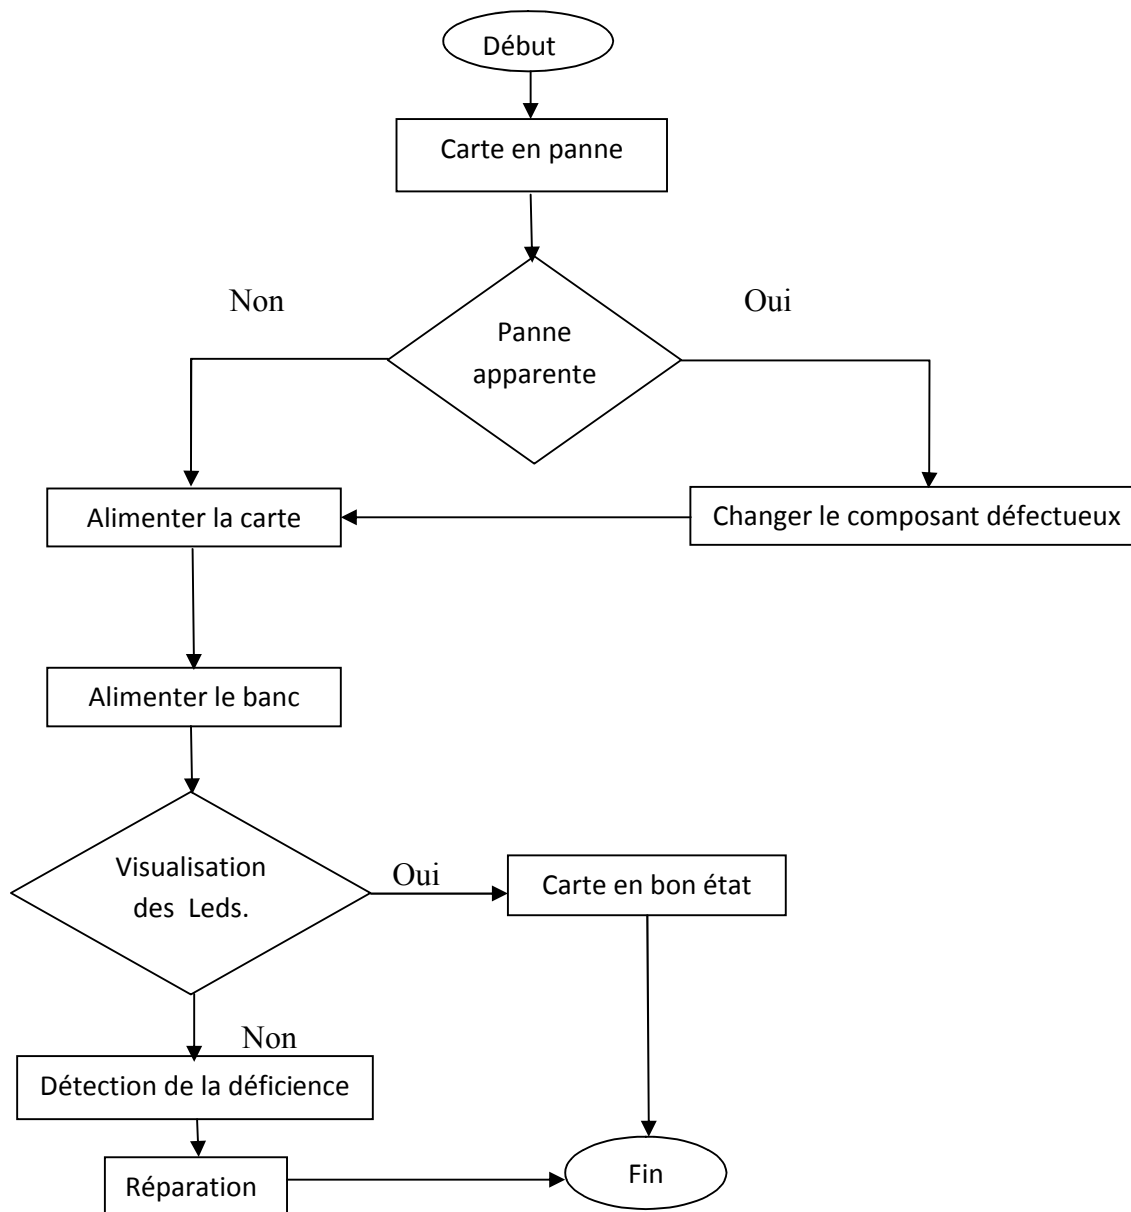 Début
Carte en panne
Non
Oui
Panne
apparente
Alimenter la carte
Changer le composant défectueux
Alimenter le banc
Visualisation
des Leds.
Oui
Carte en bon état
Non
Détection de la déficience
Réparation
Fin